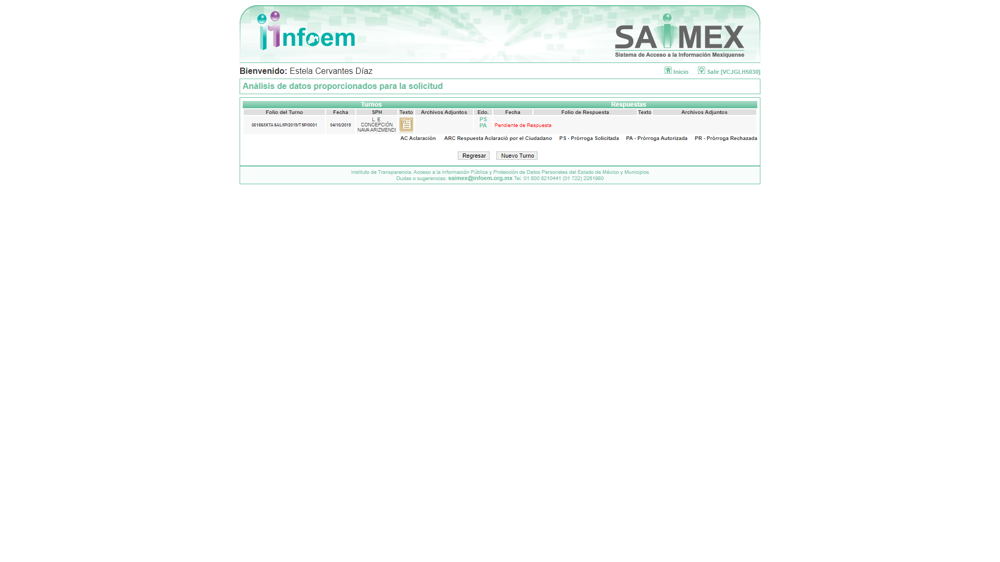 infoem
SAIMEX
Sistema de Acceso a la Información Mexiquense
Bienvenido: Estela Cervantes Díaz
Inicio Salir [VCJGLH5030]
Análisis de datos proporcionados para la solicitud
Turnos Respuestas
Folio del Turno Fecha SPH Texto Archivos Adjuntos Edo. Fecha Folio de Respuesta Texto Archivos Adjuntos
00186/IXTASAL/IP/2019/TSP/0001 04/10/2019 L. E. CONCEPCIÓN NAVA ARIZMENDI PS PA Pendiente de Respuesta
AC Aclaración ARC Respuesta Aclaració por el Ciudadano PS - Prórroga Solicitada PA - Prórroga Autorizada PR - Prórroga Rechazada
Regresar Nuevo Turno
Instituto de Transparencia, Acceso a la Información Pública y Protección de Datos Personales del Estado de México y Municipios
Dudas o sugerencias: saimex@infoem.org.mx Tel. 01 800 8210441 (01 722) 2261980